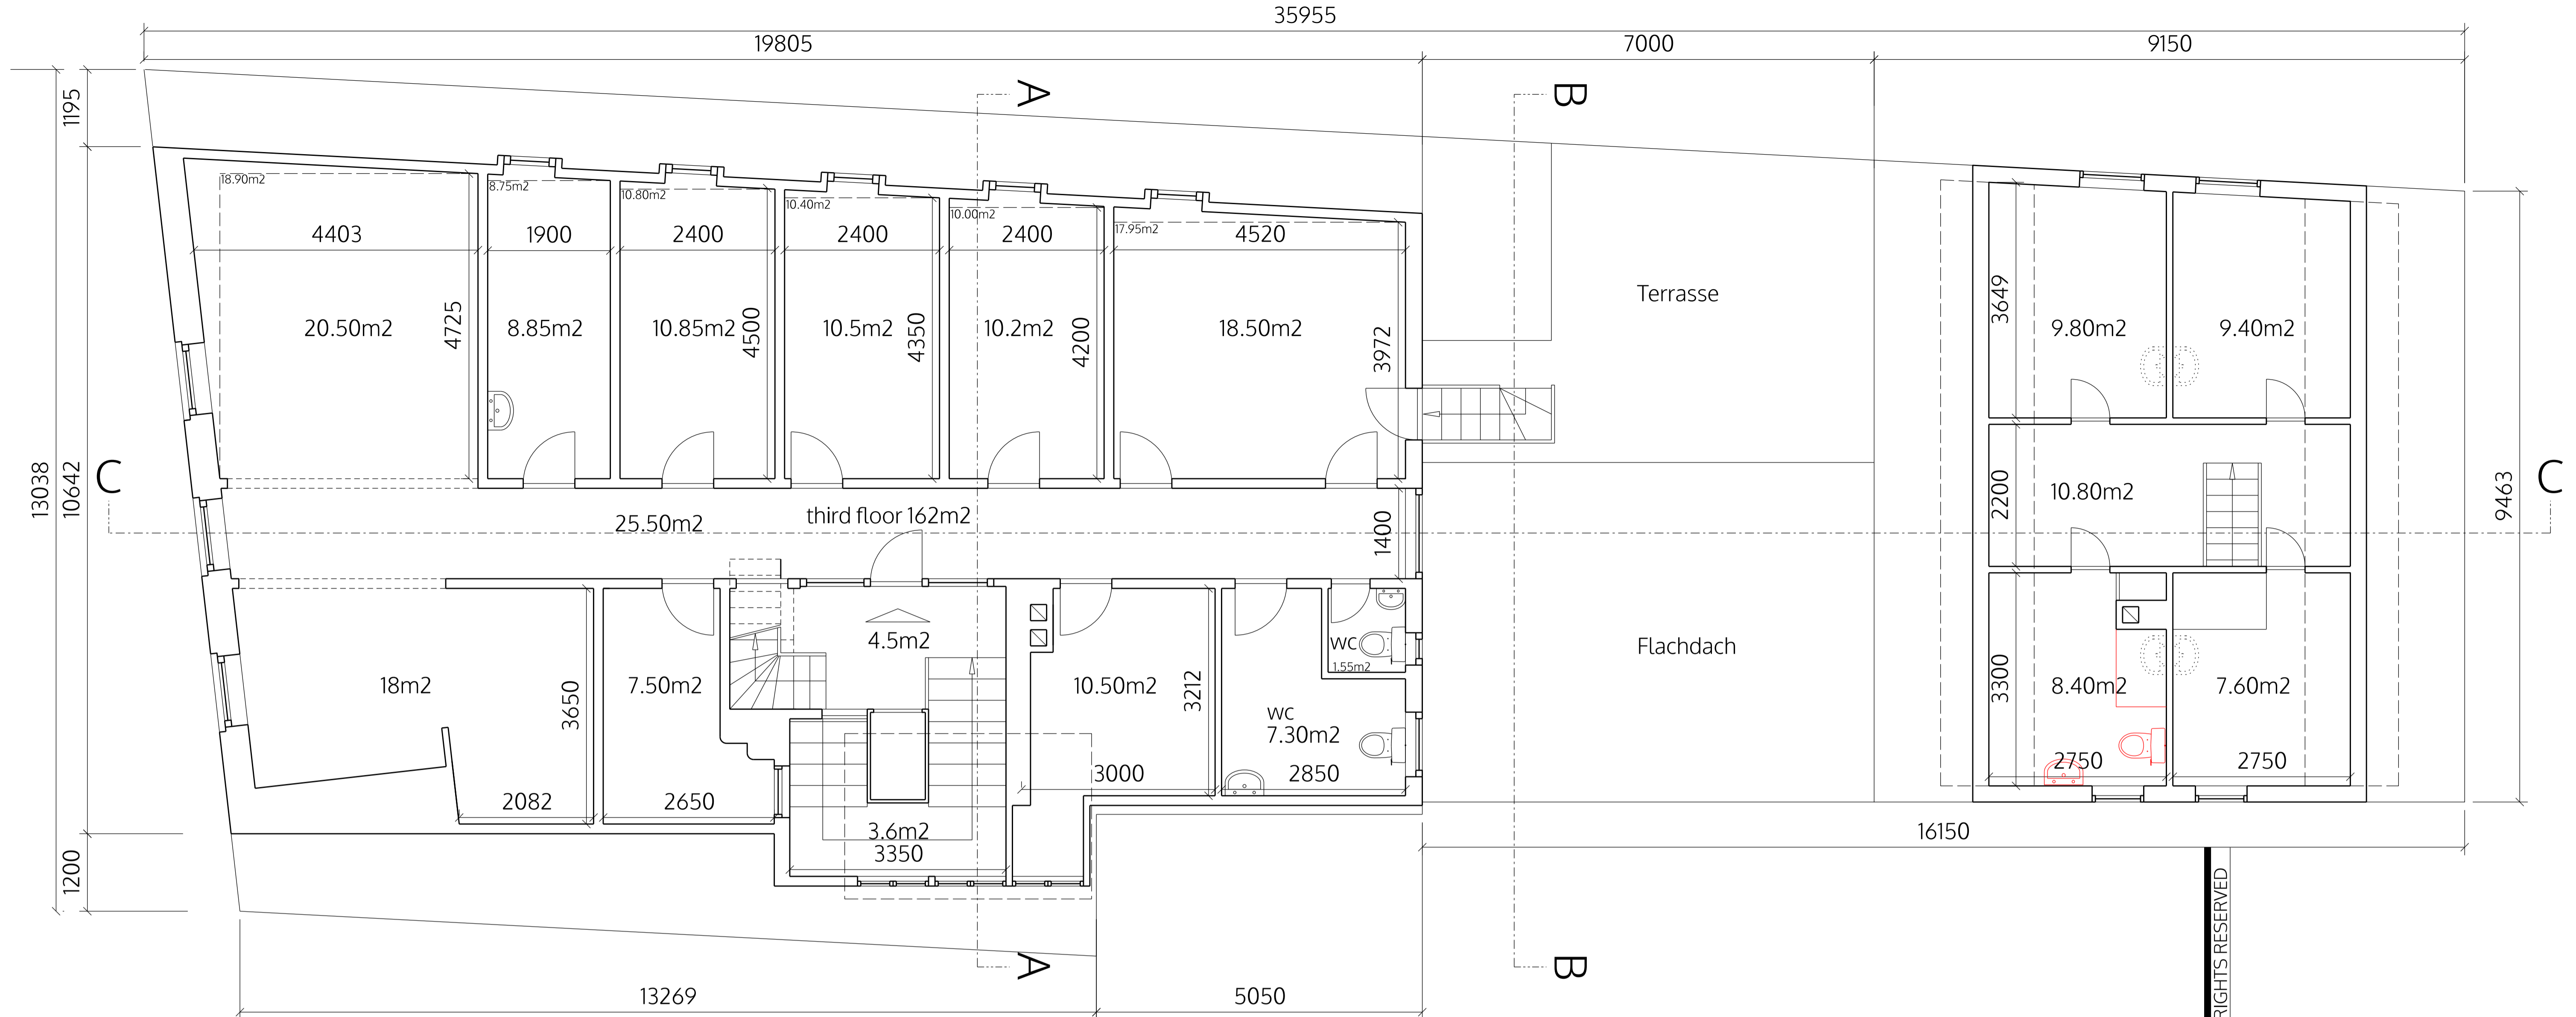 35955
19805
7000
9150
1195
A
B
18.90m2
8.75m2
10.80m2
10.40m2
10.00m2
17.95m2
4403
1900
2400
2400
2400
4520
Terrasse
3649
20.50m2
4725
8.85m2
10.85m2
4500
10.5m2
4350
10.2m2
4200
18.50m2
3972
9.80m2
9.40m2
13038
10642
C
25.50m2
third floor 162m2
1400
2200
10.80m2
9463
C
4.5m2
WC
1.55m2
Flachdach
18m2
3650
7.50m2
10.50m2
3212
WC
7.30m2
3300
8.40m2
7.60m2
2082
2650
3000
2850
2750
2750
3.6m2
3350
16150
1200
RIGHTS RESERVED
A
B
13269
5050